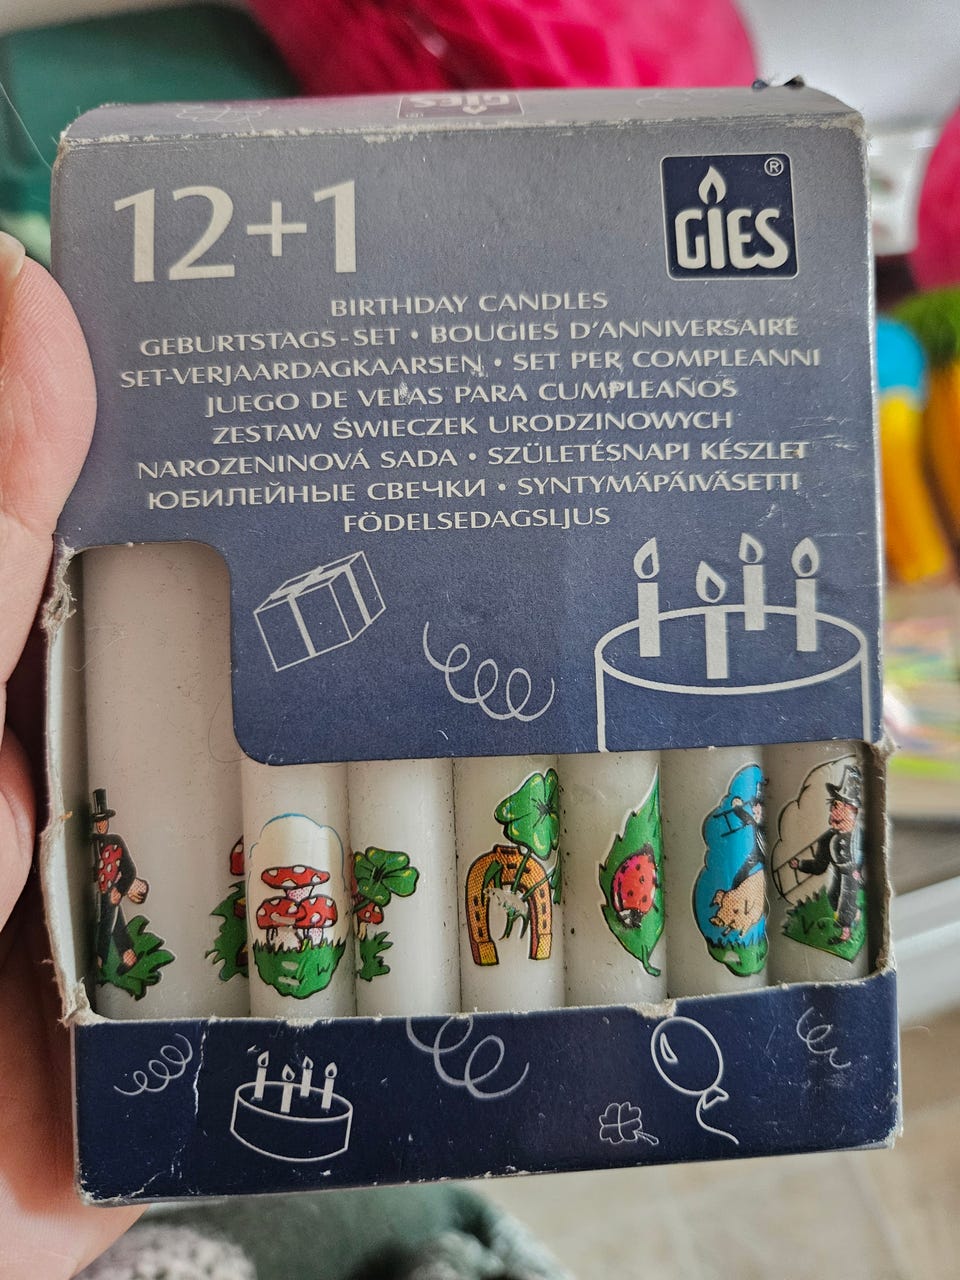 GIES
12+1
GIES®
BIRTHDAY CANDLES
GEBURTSTAGS-SET • BOUGIES D'ANNIVERSAIRE
SET-VERJAARDAGKAARSEN • SET PER COMPLEANNI
JUEGO DE VELAS PARA CUMPLEAÑOS
ZESTAW ŚWIECZEK URODZINOWYCH
NAROZENINOVÁ SADA • SZÜLETÉSNAPI KÉSZLET
ЮБИЛЕЙНЫЕ СВЕЧКИ • SYNTYMÄPÄIVÄSETTI
FÖDELSEDAGSLJUS